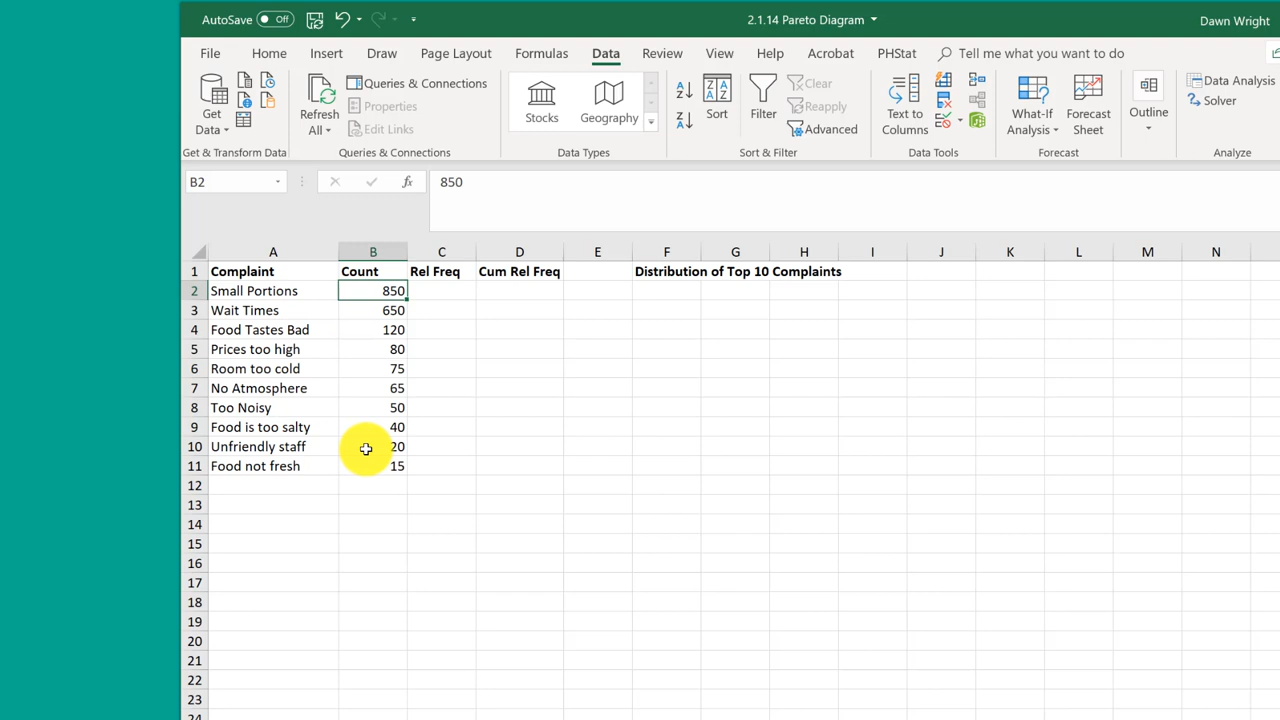 AutoSave Off 2.1.14 Pareto Diagram Dawn Wright
File Home Insert Draw Page Layout Formulas Data Review View Help Acrobat PHStat Tell me what you want to do
Get Data
Refresh All
Queries & Connections
Properties
Edit Links
Stocks
Geography
Sort
Filter
Clear
Reapply
Advanced
Text to Columns
What-If Analysis
Forecast Sheet
Outline
Data Analysis
Solver
Get & Transform Data Queries & Connections Data Types Sort & Filter Data Tools Forecast Analyze
B2 fx 850
A B C D E F G H I J K L M N
1 Complaint Count Rel Freq Cum Rel Freq Distribution of Top 10 Complaints
2 Small Portions 850
3 Wait Times 650
4 Food Tastes Bad 120
5 Prices too high 80
6 Room too cold 75
7 No Atmosphere 65
8 Too Noisy 50
9 Food is too salty 40
10 Unfriendly staff 20
11 Food not fresh 15
12
13
14
15
16
17
18
19
20
21
22
23
24